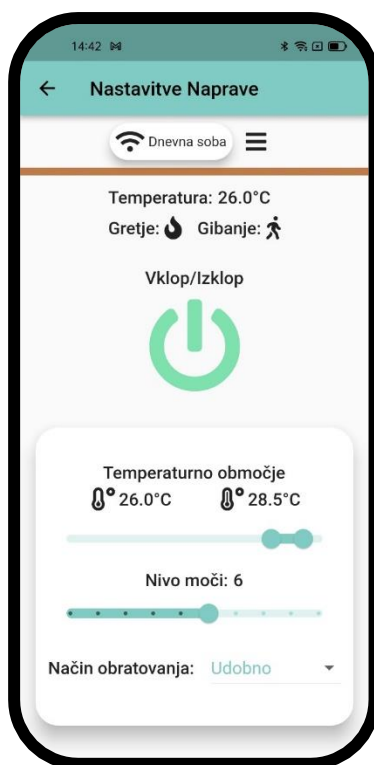 14:42
Nastavitve Naprave
Dnevna soba
Temperatura: 26.0°C
Gretje: Gibanje:
Vklop/Izklop
Temperaturno območje
26.0°C 28.5°C
Nivo moči: 6
Način obratovanja: Udobno